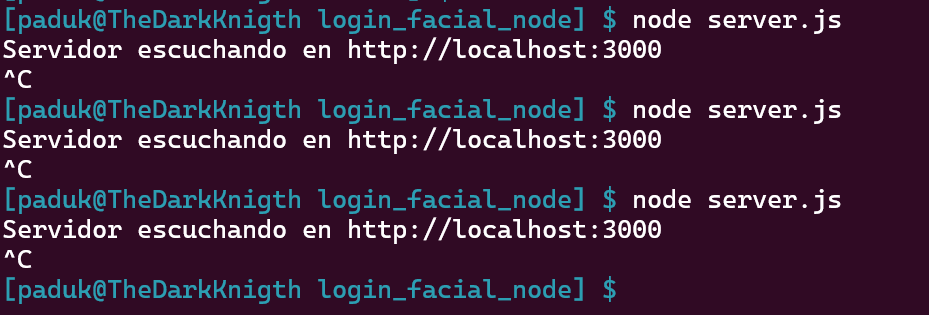 [paduk@TheDarkKnigth login_facial_node] $ node server.js
Servidor escuchando en http://localhost:3000
^C
[paduk@TheDarkKnigth login_facial_node] $ node server.js
Servidor escuchando en http://localhost:3000
^C
[paduk@TheDarkKnigth login_facial_node] $ node server.js
Servidor escuchando en http://localhost:3000
^C
[paduk@TheDarkKnigth login_facial_node] $